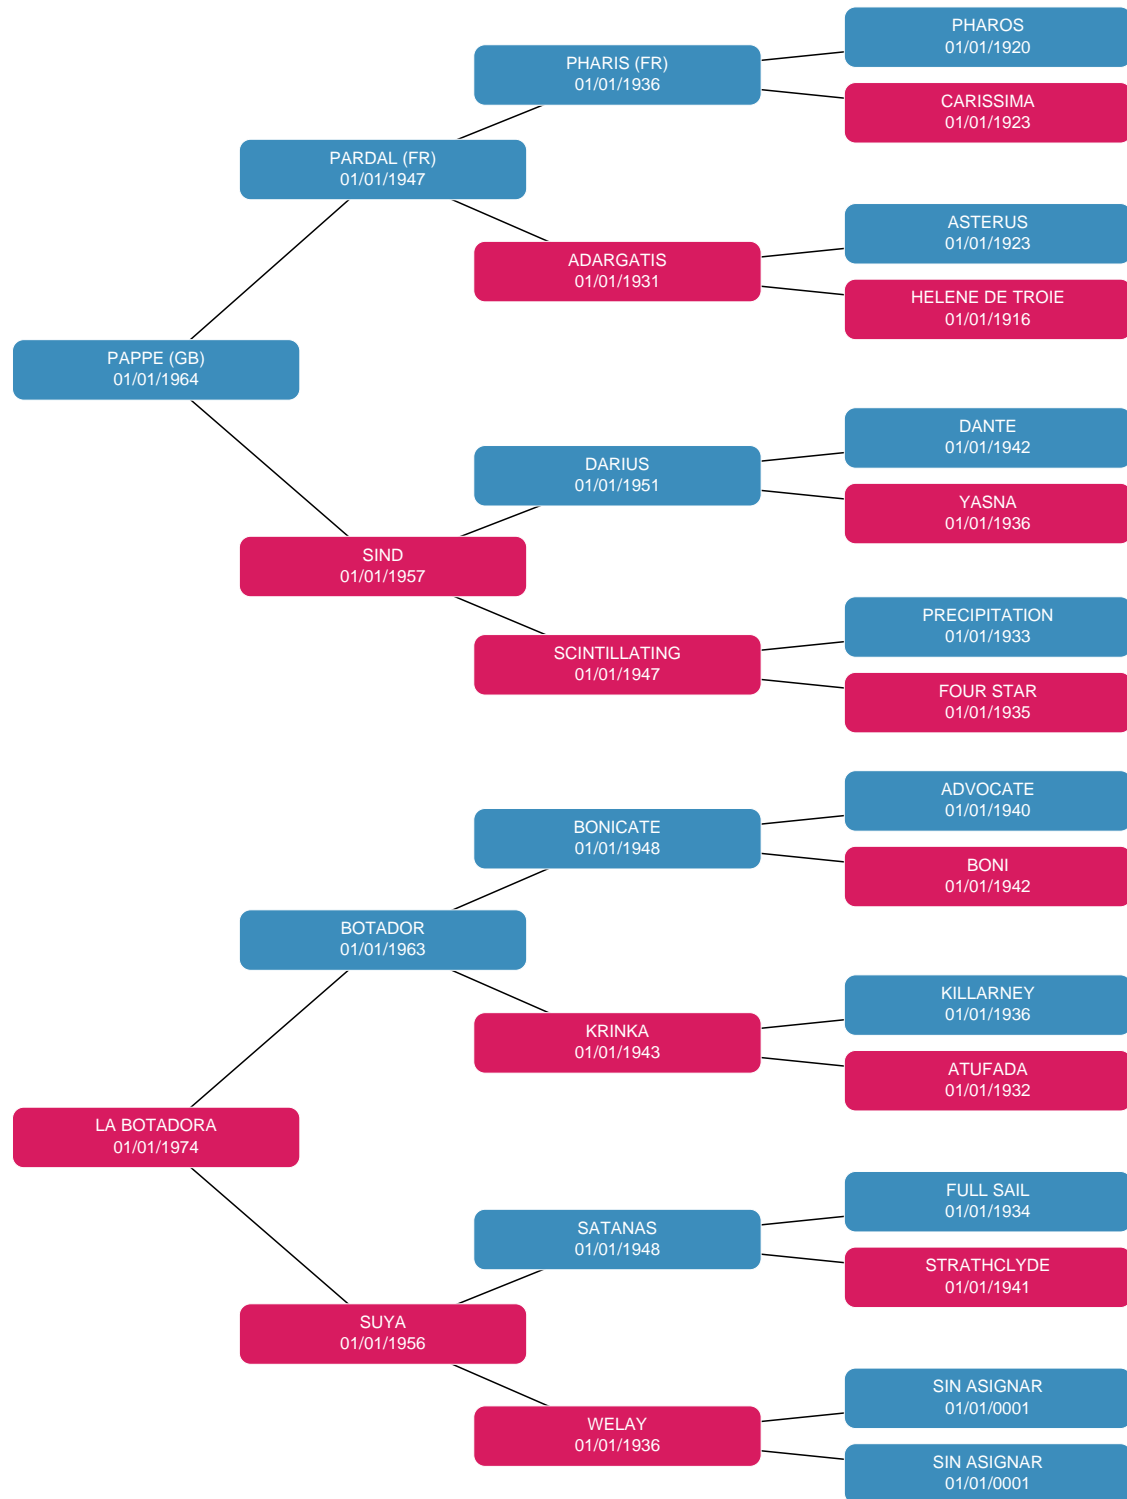 PHAROS
01/01/1920
PHARIS (FR)
01/01/1936
CARISSIMA
01/01/1923
PARDAL (FR)
01/01/1947
ASTERUS
01/01/1923
ADARGATIS
01/01/1931
HELENE DE TROIE
01/01/1916
PAPPE (GB)
01/01/1964
DANTE
01/01/1942
DARIUS
01/01/1951
YASNA
01/01/1936
SIND
01/01/1957
PRECIPITATION
01/01/1933
SCINTILLATING
01/01/1947
FOUR STAR
01/01/1935
ADVOCATE
01/01/1940
BONICATE
01/01/1948
BONI
01/01/1942
BOTADOR
01/01/1963
KILLARNEY
01/01/1936
KRINKA
01/01/1943
ATUFADA
01/01/1932
LA BOTADORA
01/01/1974
FULL SAIL
01/01/1934
SATANAS
01/01/1948
STRATHCLYDE
01/01/1941
SUYA
01/01/1956
SIN ASIGNAR
01/01/0001
WELAY
01/01/1936
SIN ASIGNAR
01/01/0001